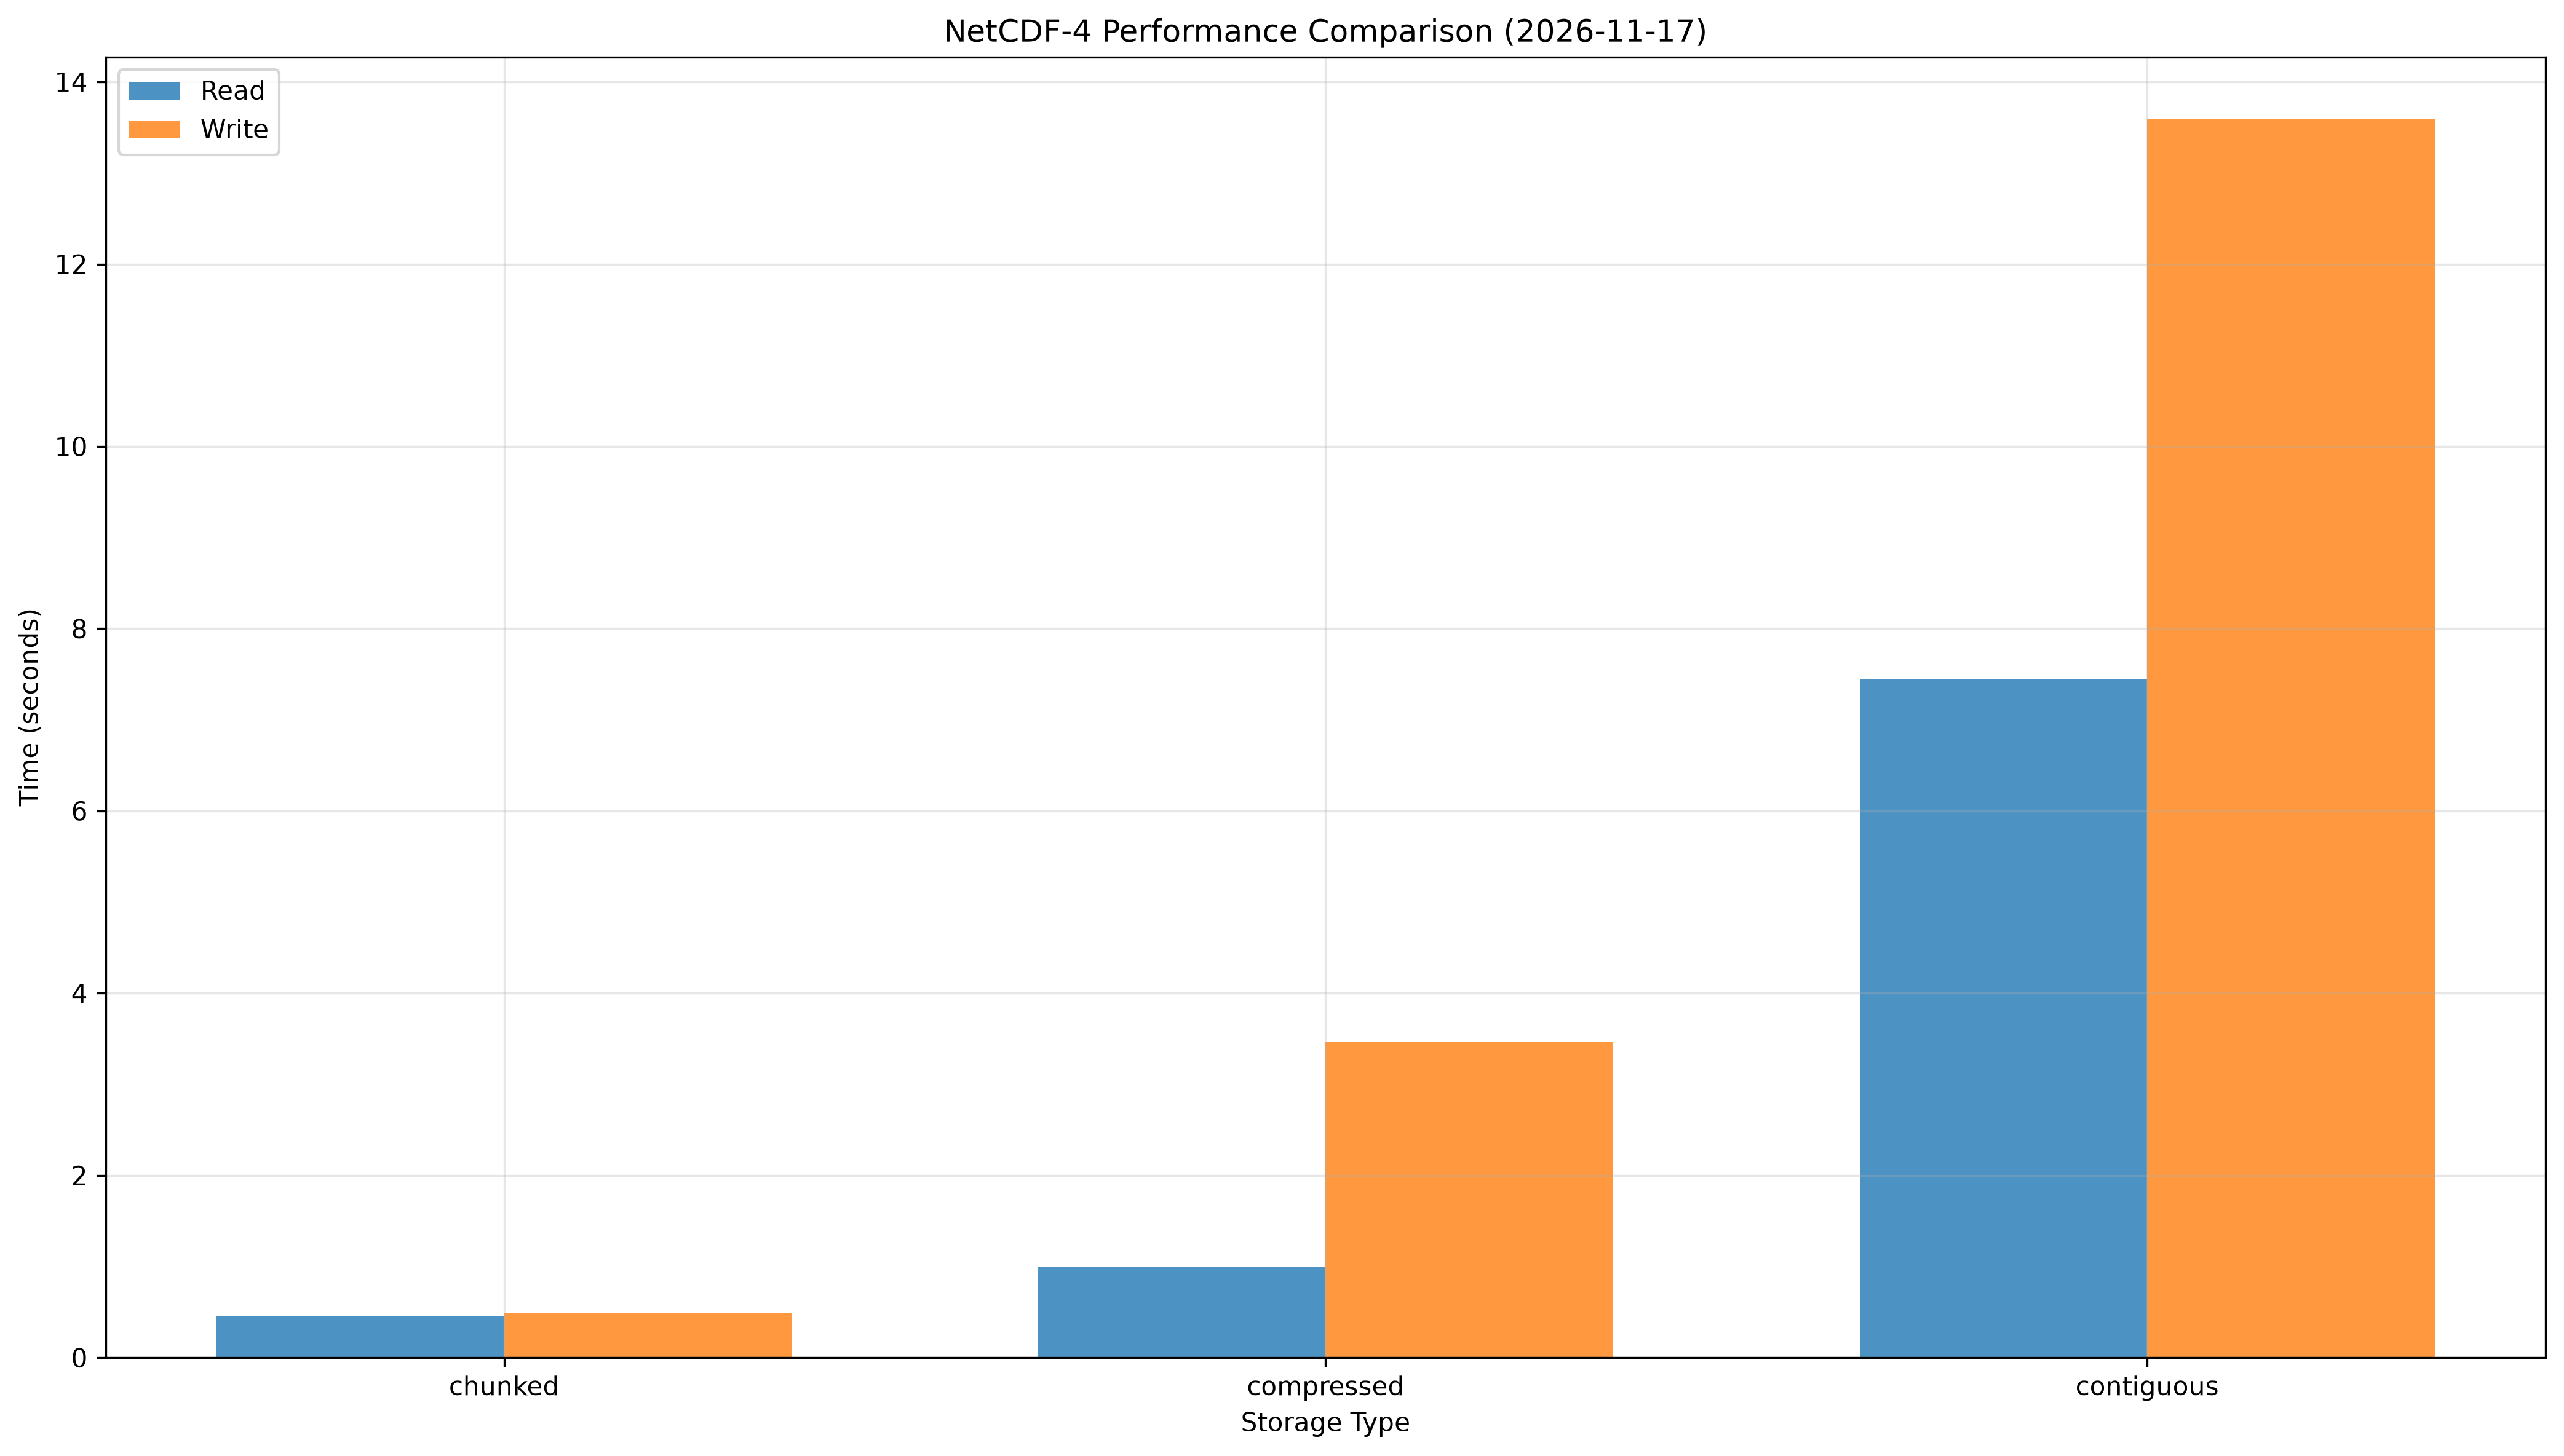 NetCDF-4 Performance Comparison (2026-11-17)
Read
Write
Time (seconds)
14
12
10
8
6
4
2
0
chunked
compressed
contiguous
Storage Type